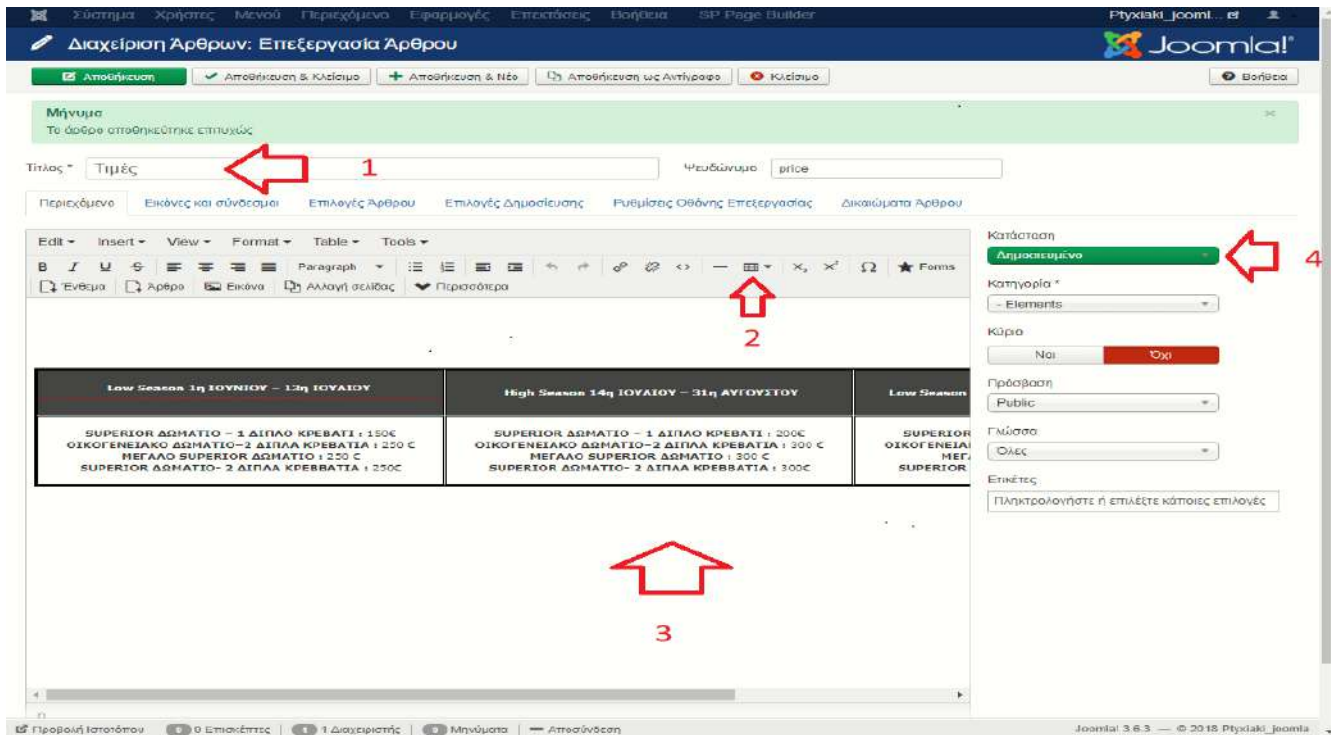 Σύστημα Χρήστες Μενού Περιεχόμενο Εφαρμογές Επεκτάσεις Βοήθεια SP Page Builder Ptyxiaki_jooml...
Διαχείριση Άρθρων: Επεξεργασία Άρθρου Joomla!
Αποθήκευση Αποθήκευση & Κλείσιμο Αποθήκευση & Νέο Αποθήκευση ως Αντίγραφο Κλείσιμο Βοήθεια
Μήνυμα
Το άρθρο αποθηκεύτηκε επιτυχώς
Τίτλος * Τιμές 1 Ψευδώνυμο price
Περιεχόμενο Εικόνες και σύνδεσμοι Επιλογές Άρθρου Επιλογές Δημοσίευσης Ρυθμίσεις Οθόνης Επεξεργασίας Δικαιώματα Άρθρου
Edit Insert View Format Table Tools
B I U S Paragraph Forms
Ένθεμα Άρθρο Εικόνα Αλλαγή σελίδας Περισσότερα
2
Low Season 1η ΙΟΥΝΙΟΥ – 13η ΙΟΥΛΙΟΥ
SUPERIOR ΔΩΜΑΤΙΟ – 1 ΔΙΠΛΟ ΚΡΕΒΑΤΙ : 150€
ΟΙΚΟΓΕΝΕΙΑΚΟ ΔΩΜΑΤΙΟ–2 ΔΙΠΛΑ ΚΡΕΒΑΤΙΑ : 250 €
ΜΕΓΑΛΟ SUPERIOR ΔΩΜΑΤΙΟ : 250 €
SUPERIOR ΔΩΜΑΤΙΟ- 2 ΔΙΠΛΑ ΚΡΕΒΒΑΤΙΑ : 250€
High Season 14η ΙΟΥΛΙΟΥ – 31η ΑΥΓΟΥΣΤΟΥ
SUPERIOR ΔΩΜΑΤΙΟ – 1 ΔΙΠΛΟ ΚΡΕΒΑΤΙ : 200€
ΟΙΚΟΓΕΝΕΙΑΚΟ ΔΩΜΑΤΙΟ–2 ΔΙΠΛΑ ΚΡΕΒΑΤΙΑ : 300 €
ΜΕΓΑΛΟ SUPERIOR ΔΩΜΑΤΙΟ : 300 €
SUPERIOR ΔΩΜΑΤΙΟ- 2 ΔΙΠΛΑ ΚΡΕΒΒΑΤΙΑ : 300€
Low Season
SUPERIOR
ΟΙΚΟΓΕΝΕΙΑ
ΜΕΓΑ
SUPERIOR
3
Κατάσταση
Δημοσιευμένο 4
Κατηγορία *
- Elements
Κύρια
Ναι Όχι
Πρόσβαση
Public
Γλώσσα
Όλες
Ετικέτες
Πληκτρολογήστε ή επιλέξτε κάποιες επιλογές
Προβολή Ιστοτόπου 0 Επισκέπτες 1 Διαχειριστής Μηνύματα Αποσύνδεση Joomla! 3.6.3 — © 2018 Ptyxiaki_joomla